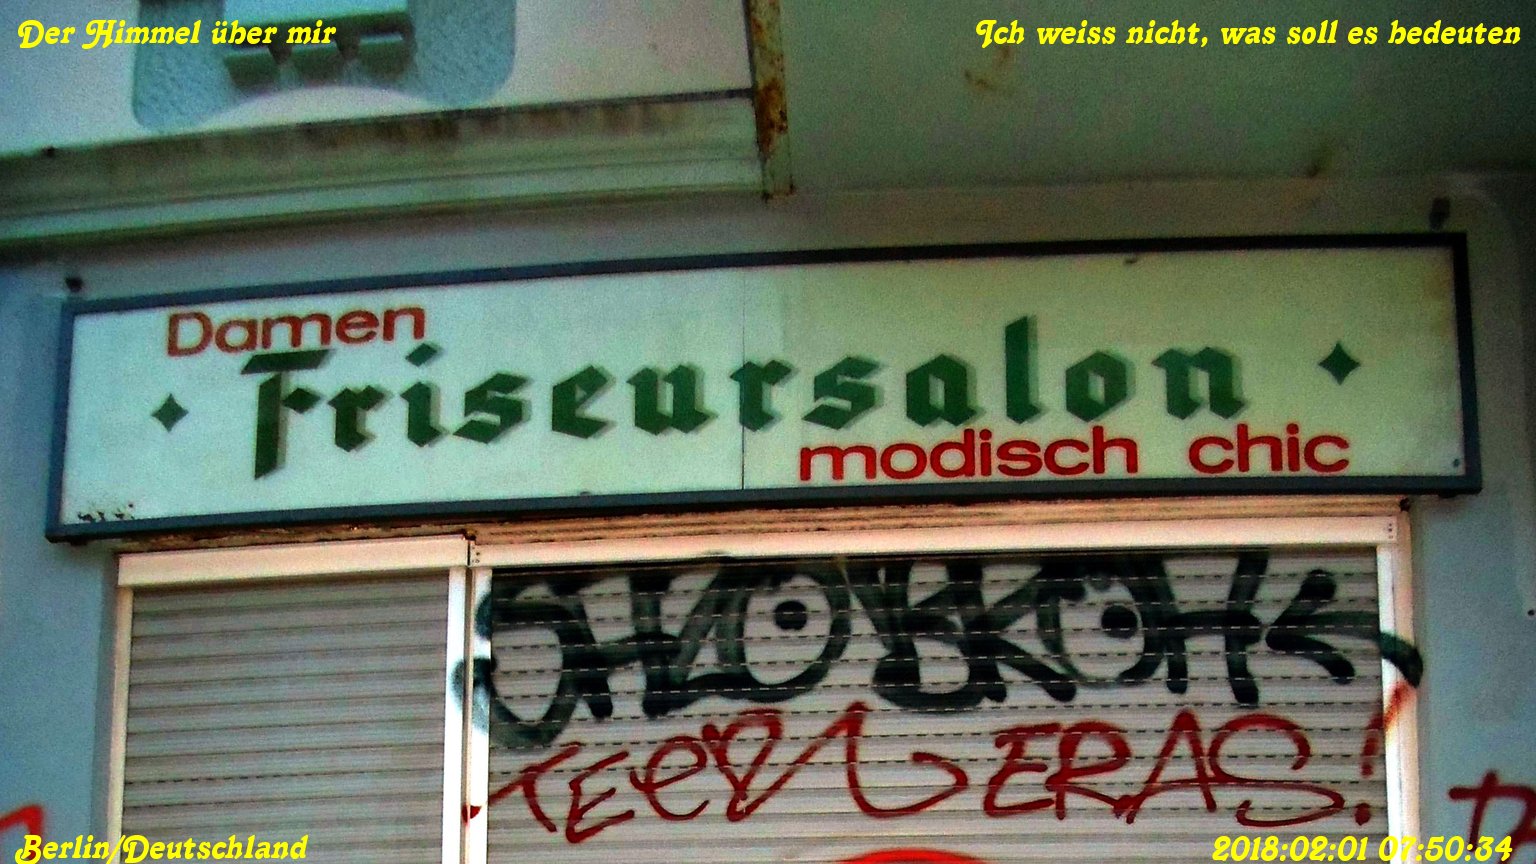 Der Himmel über mir
Ich weiss nicht, was soll es bedeuten
Damen
Friseursalon
modisch chic
ERAS!
Berlin/Deutschland
2018:02:01 07:50:34